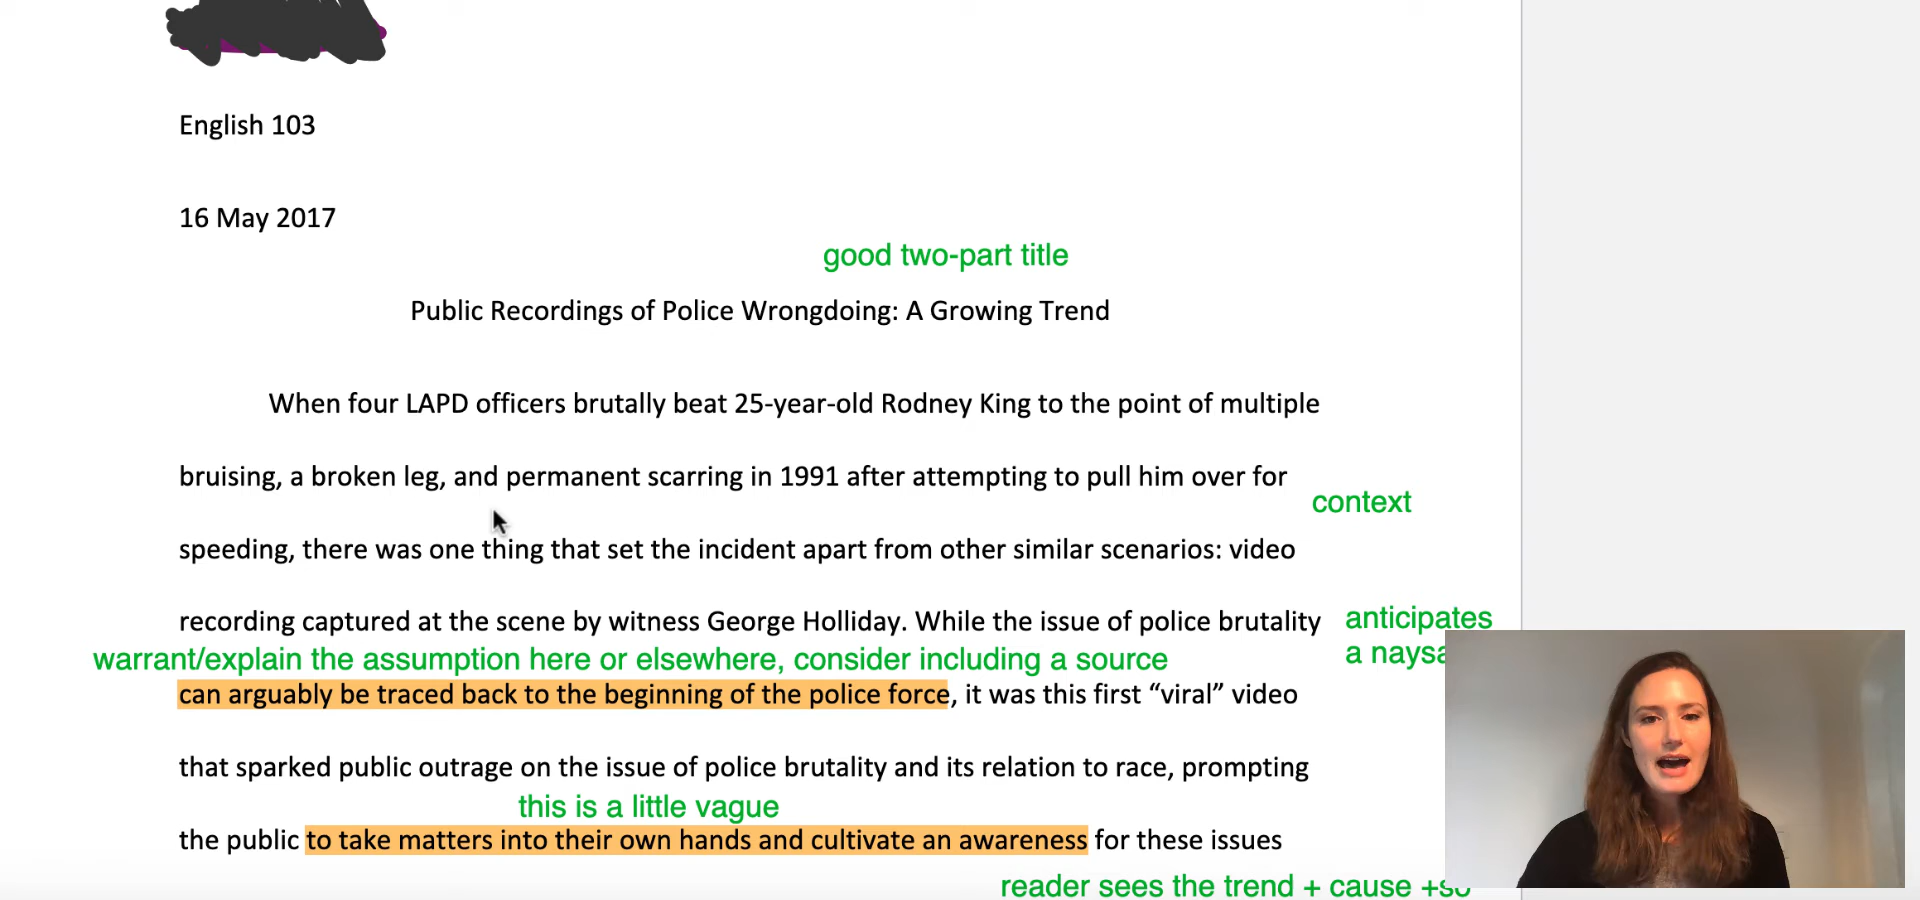 English 103
16 May 2017
good two-part title
Public Recordings of Police Wrongdoing: A Growing Trend
When four LAPD officers brutally beat 25-year-old Rodney King to the point of multiple
bruising, a broken leg, and permanent scarring in 1991 after attempting to pull him over for
context
speeding, there was one thing that set the incident apart from other similar scenarios: video
recording captured at the scene by witness George Holliday. While the issue of police brutality
anticipates
a
warrant/explain the assumption here or elsewhere, consider including a source
can arguably be traced back to the beginning of the police force, it was this first “viral” video
that sparked public outrage on the issue of police brutality and its relation to race, prompting
this is a little vague
the public to take matters into their own hands and cultivate an awareness for these issues
reader sees the trend + cause +so